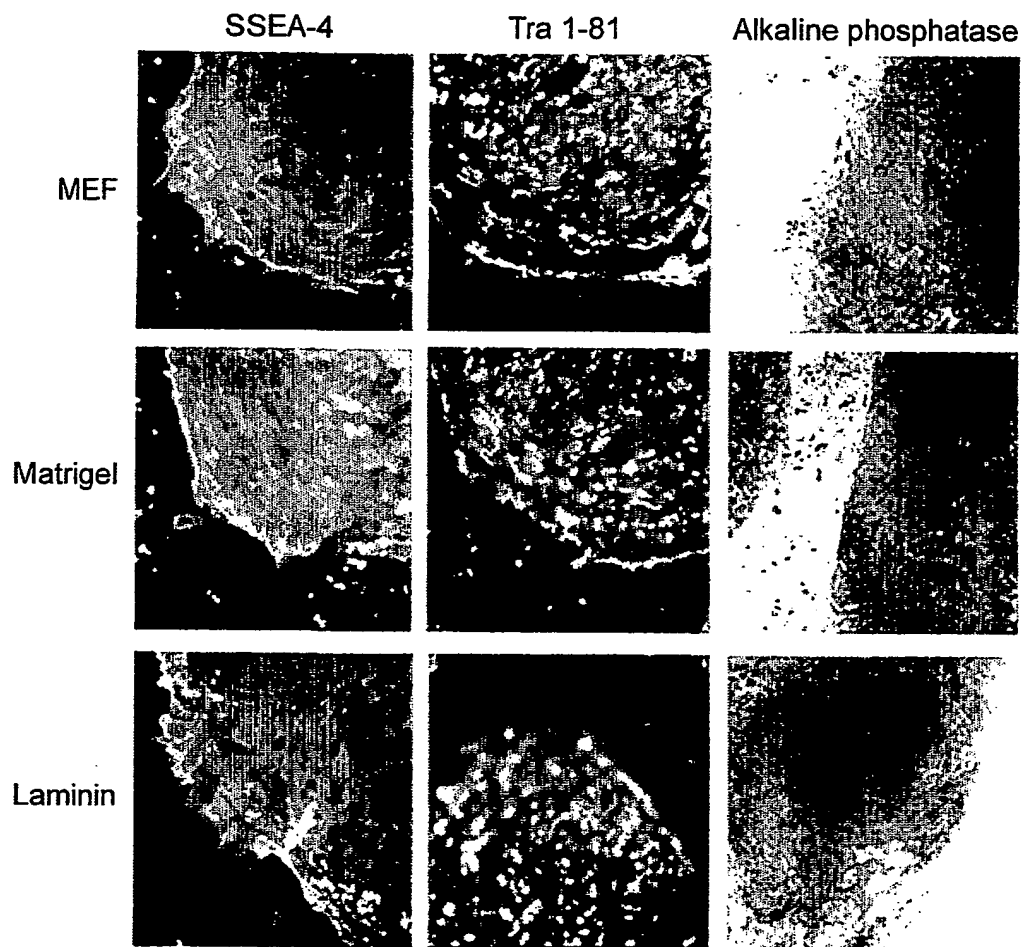 SSEA-4
Tra 1-81
Alkaline phosphatase
MEF
Matrigel
Laminin